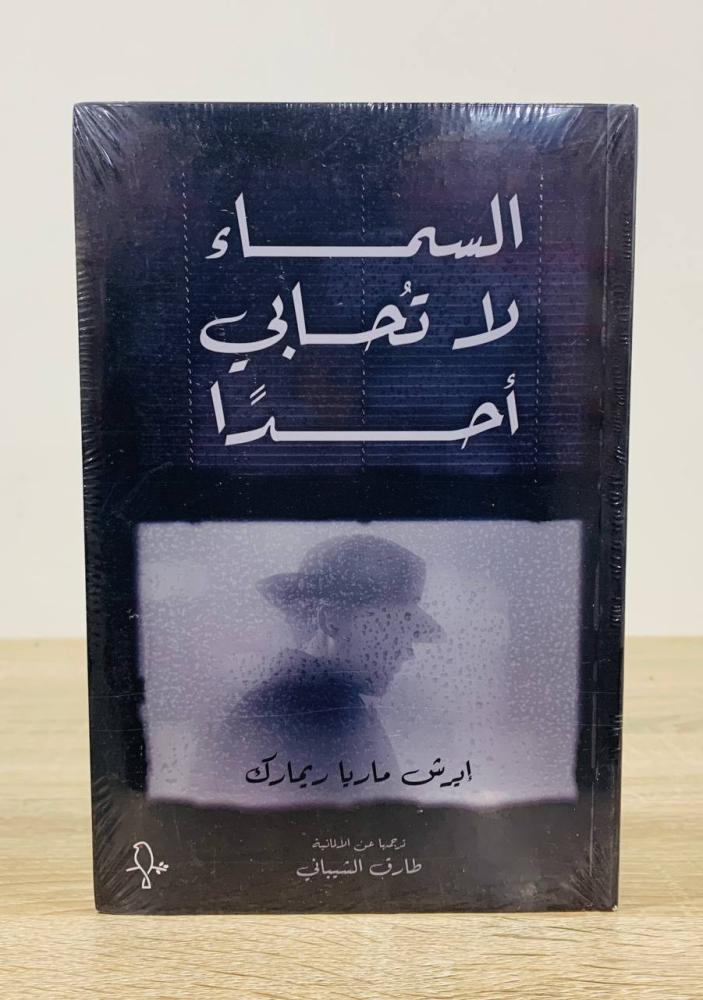 السماء
لا تُحابي
أحدًا
إيرش ماريا ريمارك
ترجمها عن الألمانية
طارق الشيباني